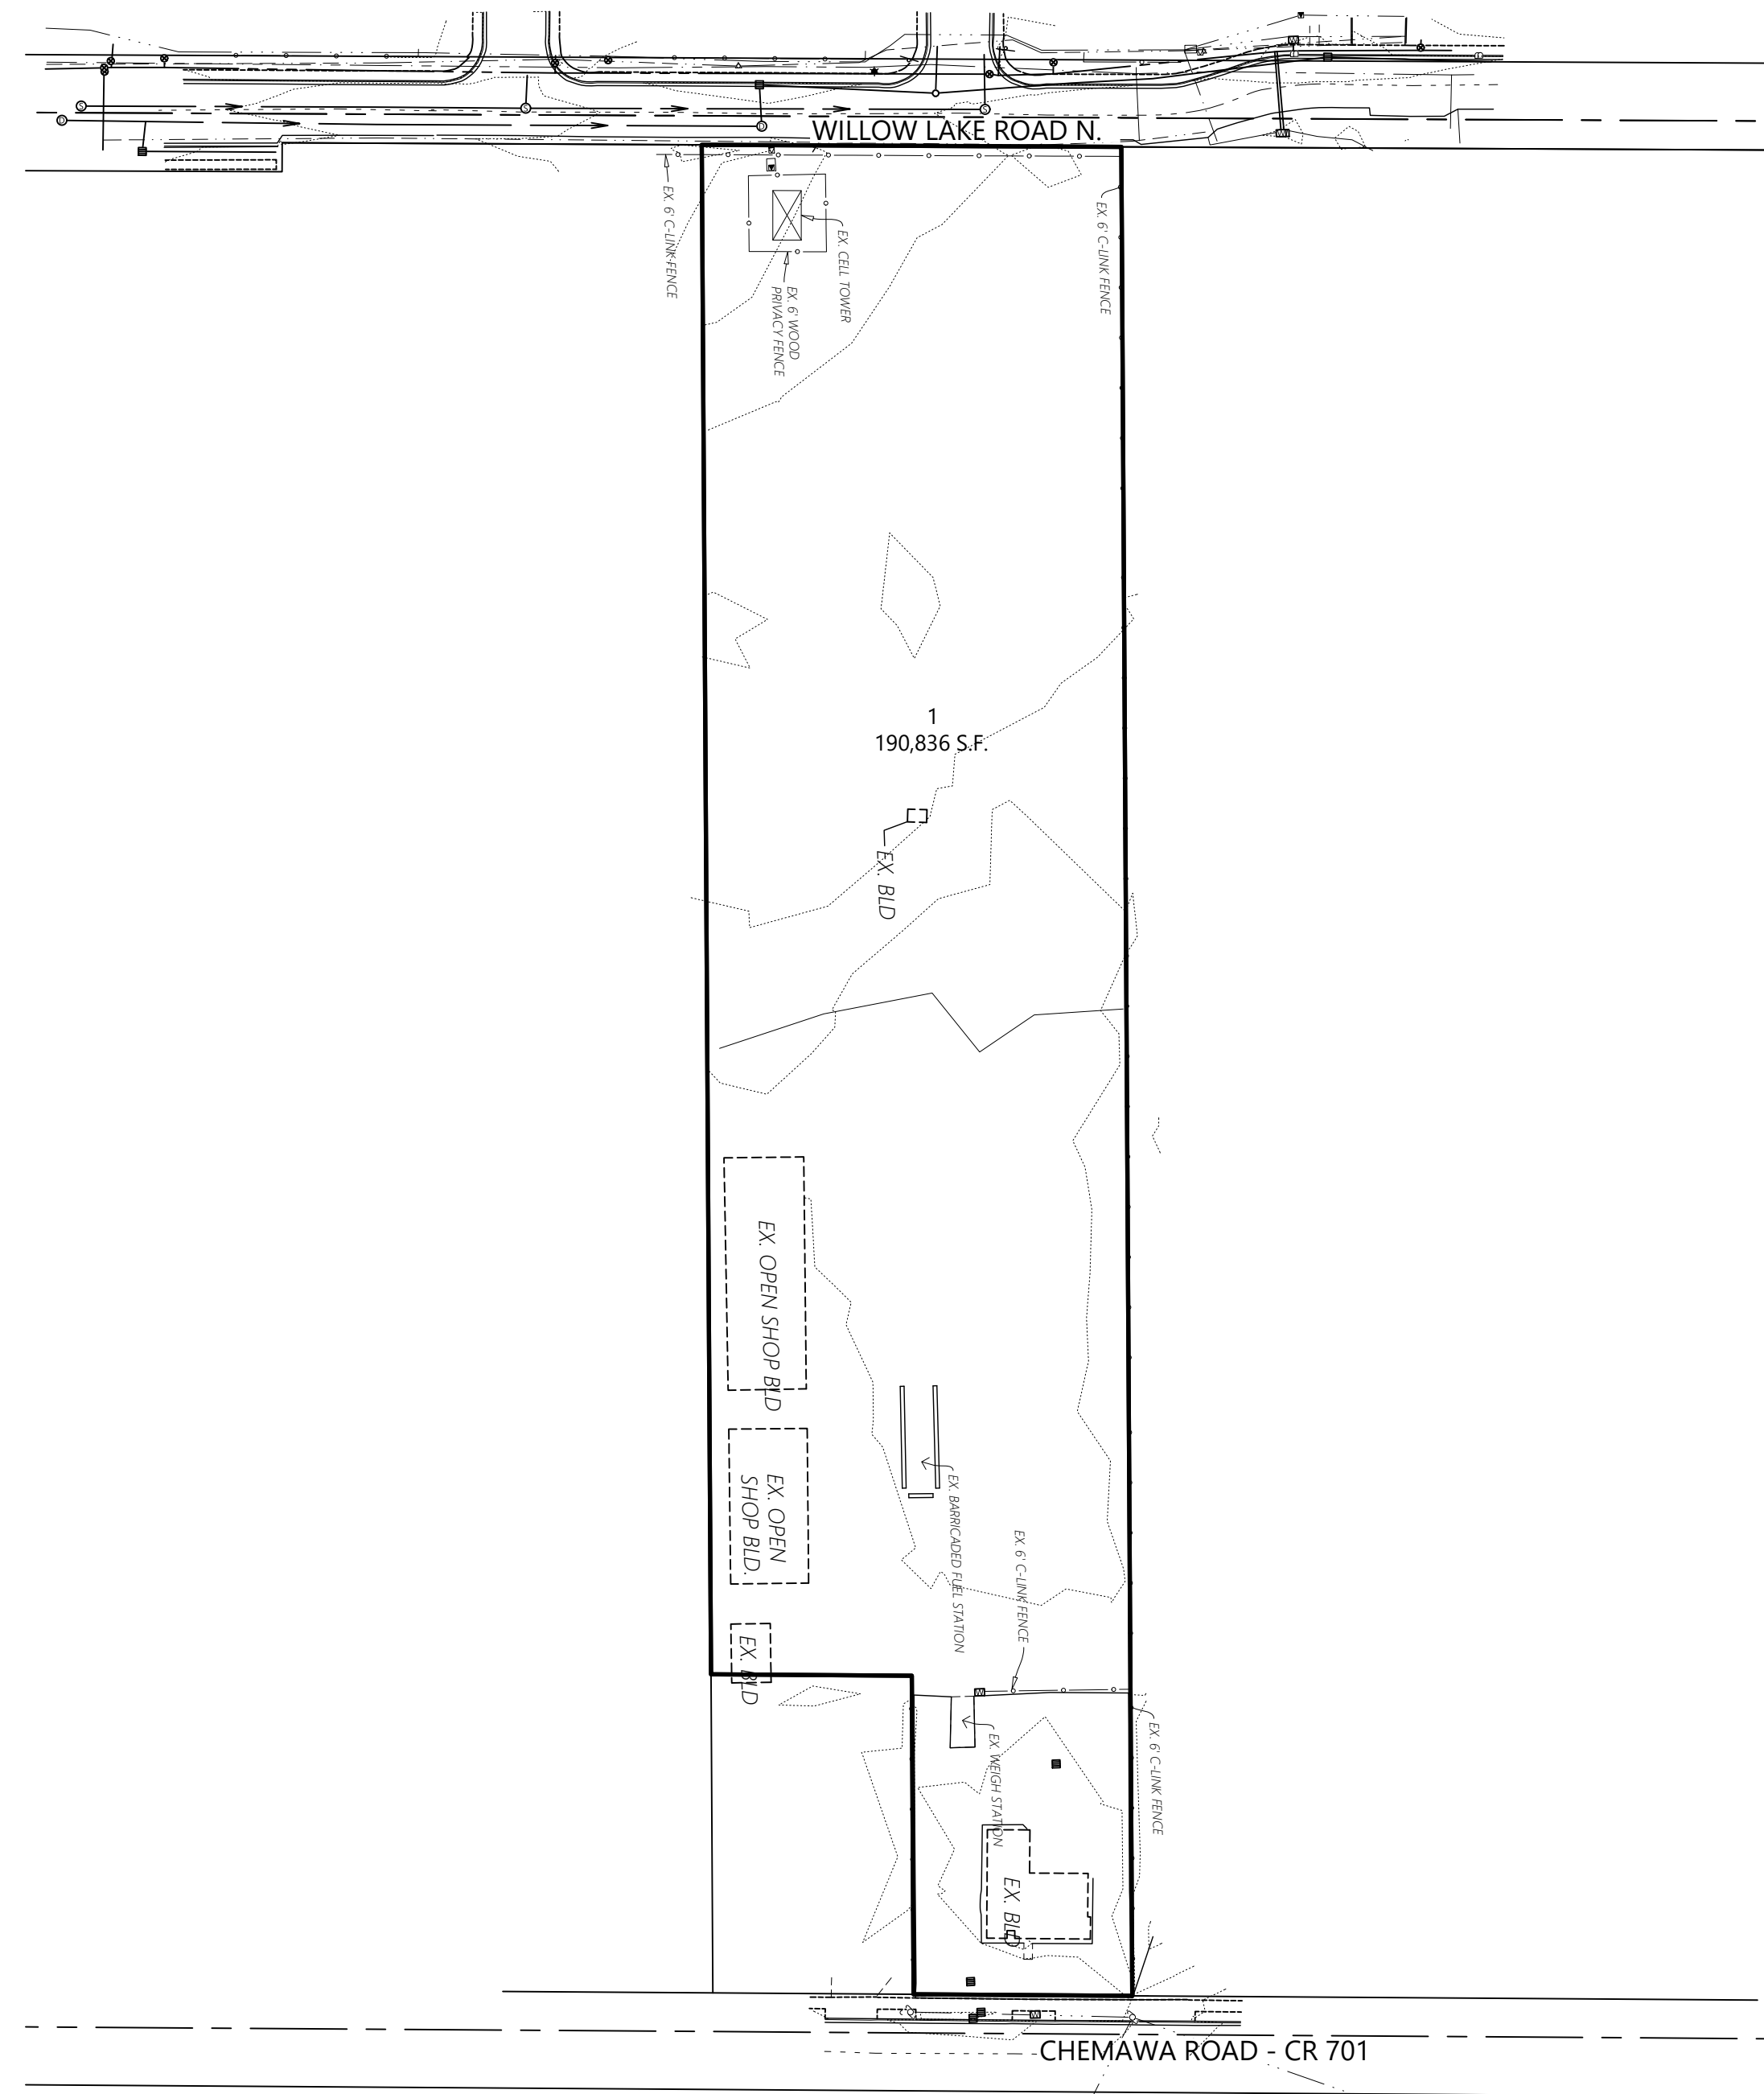 WILLOW LAKE ROAD N.
EX. 6' C-LINK FENCE
EX. CELL TOWER
EX. 6' WOOD
PRIVACY FENCE
EX. 6' C-LINK FENCE
1
190,836 S.F.
EX. BLD
EX. OPEN SHOP BLD
EX. OPEN
SHOP BLD.
EX. BARRICADED FUEL STATION
EX. 6' C-LINK FENCE
EX. BLD
EX. WEIGH STATION
EX. 6' C-LINK FENCE
EX. BLD
CHEMAWA ROAD - CR 701